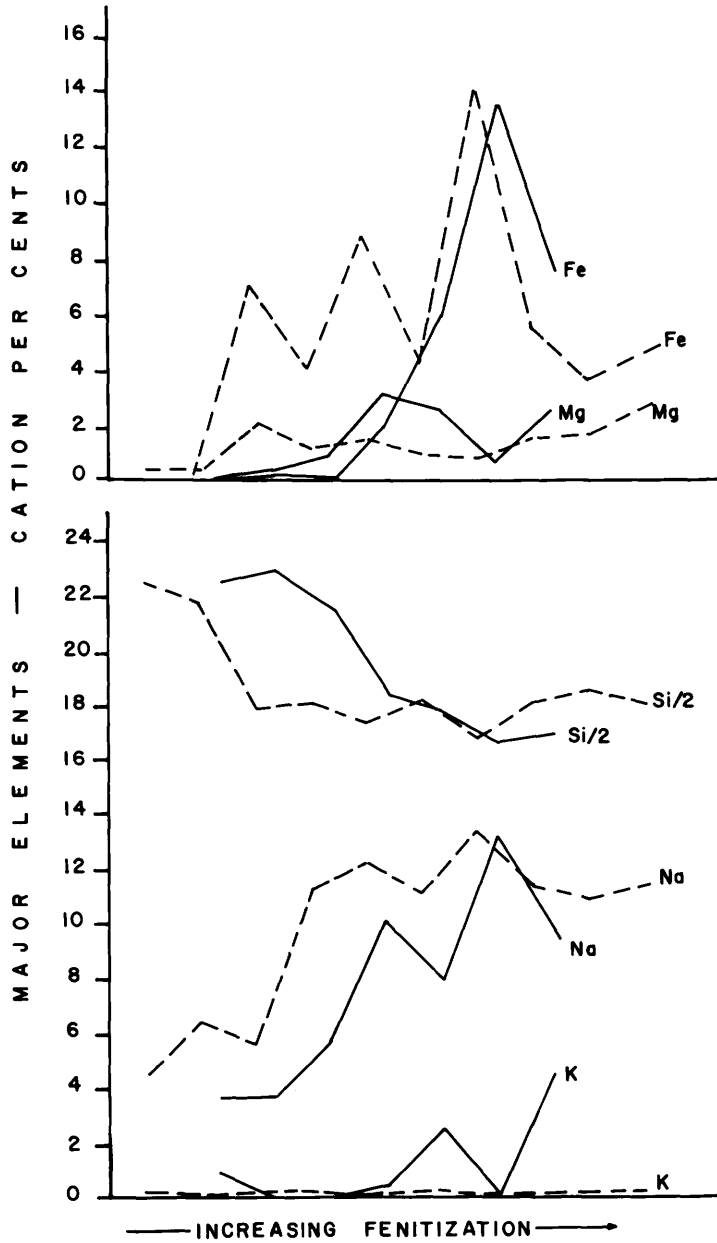 MAJOR ELEMENTS — CATION PER CENTS
16
14
12
10
8
6
4
2
0
Fe
Fe
Mg
Mg
24
22
20
18
16
14
12
10
8
6
4
2
0
Si/2
Si/2
Na
Na
K
K
INCREASING FENITIZATION